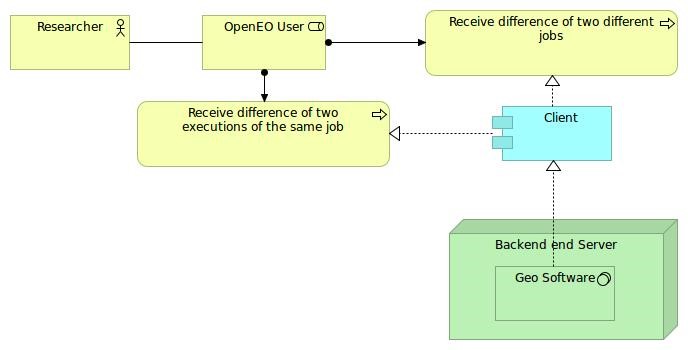 Researcher
OpenEO User
Receive difference of two different
jobs
Receive difference of two
executions of the same job
Client
Backend end Server
Geo Software